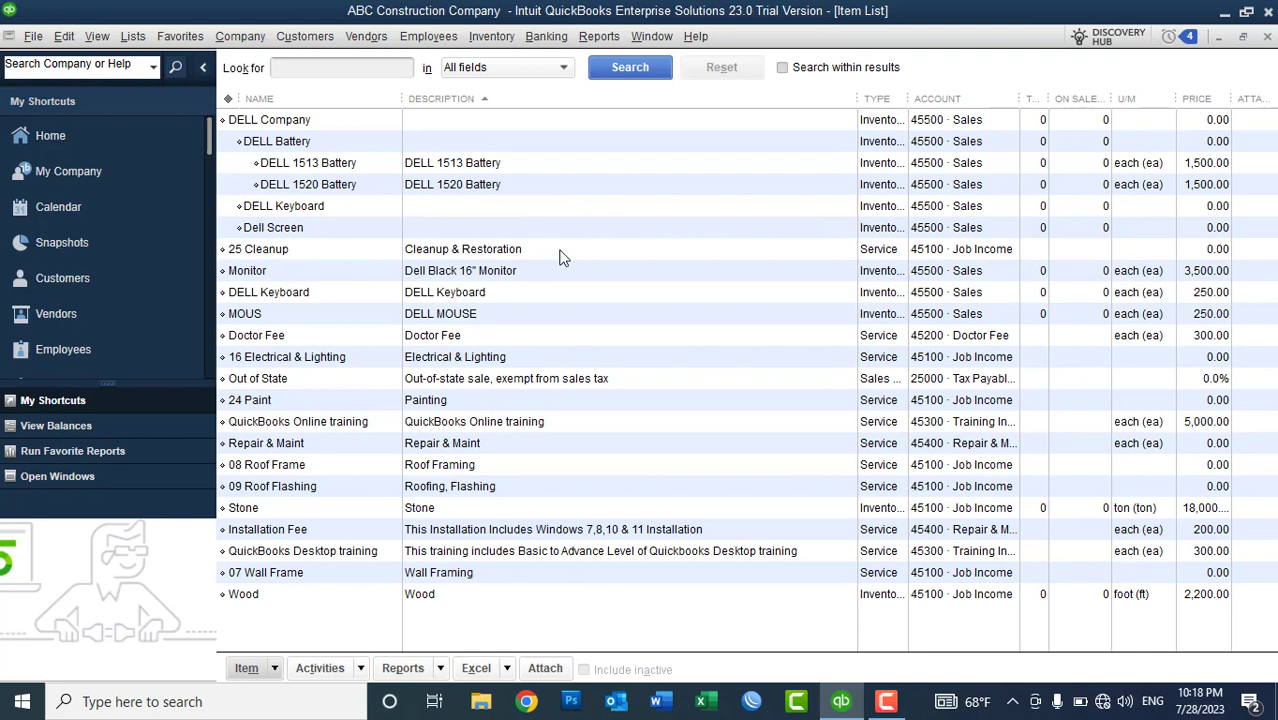 ABC Construction Company - Intuit QuickBooks Enterprise Solutions 23.0 Trial Version - [Item List]
File Edit View Lists Favorites Company Customers Vendors Employees Inventory Banking Reports Window Help DISCOVERY HUB 4
Search Company or Help Look for in All fields Search Reset Search within results
My Shortcuts
Home
My Company
Calendar
Snapshots
Customers
Vendors
Employees
My Shortcuts
View Balances
Run Favorite Reports
Open Windows
NAME DESCRIPTION TYPE ACCOUNT T... ON SALE... U/M PRICE ATTA...
DELL Company Invento... 45500 · Sales 0 0 0.00
DELL Battery Invento... 45500 · Sales 0 0 0.00
DELL 1513 Battery DELL 1513 Battery Invento... 45500 · Sales 0 0 each (ea) 1,500.00
DELL 1520 Battery DELL 1520 Battery Invento... 45500 · Sales 0 0 each (ea) 1,500.00
DELL Keyboard Invento... 45500 · Sales 0 0 0.00
Dell Screen Invento... 45500 · Sales 0 0 0.00
25 Cleanup Cleanup & Restoration Service 45100 · Job Income 0.00
Monitor Dell Black 16" Monitor Invento... 45500 · Sales 0 0 each (ea) 3,500.00
DELL Keyboard DELL Keyboard Invento... 45500 · Sales 0 0 each (ea) 250.00
MOUS DELL MOUSE Invento... 45500 · Sales 0 0 each (ea) 250.00
Doctor Fee Doctor Fee Service 45200 · Doctor Fee each (ea) 300.00
16 Electrical & Lighting Electrical & Lighting Service 45100 · Job Income 0.00
Out of State Out-of-state sale, exempt from sales tax Sales ... 25000 · Tax Payabl... 0.0%
24 Paint Painting Service 45100 · Job Income 0.00
QuickBooks Online training QuickBooks Online training Service 45300 · Training In... each (ea) 5,000.00
Repair & Maint Repair & Maint Service 45400 · Repair & M... each (ea) 0.00
08 Roof Frame Roof Framing Service 45100 · Job Income 0.00
09 Roof Flashing Roofing, Flashing Service 45100 · Job Income 0.00
Stone Stone Invento... 45500 · Sales 0 0 ton (ton) 18,000....
Installation Fee This Installation Includes Windows 7,8,10 & 11 Installation Service 45400 · Repair & M... each (ea) 200.00
QuickBooks Desktop training This training includes Basic to Advance Level of Quickbooks Desktop training Service 45300 · Training In... each (ea) 300.00
07 Wall Frame Wall Framing Service 45100 · Job Income 0.00
Wood Wood Invento... 45100 · Job Income 0 0 foot (ft) 2,200.00
Item Activities Reports Excel Attach Include inactive
Type here to search 68°F ENG 10:18 PM
7/28/2023 2